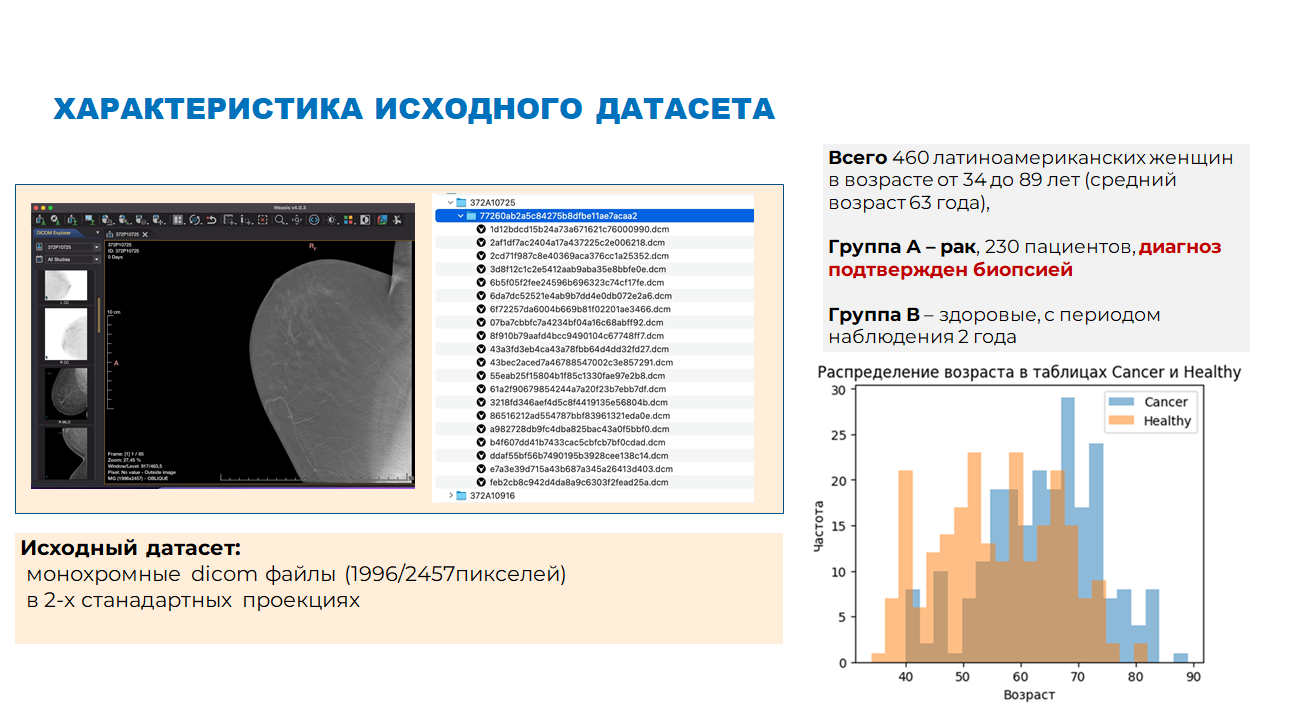 ХАРАКТЕРИСТИКА ИСХОДНОГО ДАТАСЕТА
Weasis v4.0.3
DICOM Explorer
372P10725
372P10725
All Studies
L CC
R CC
R MLO
372P10725
ID: 372P10725
0 Days
10 cm
A
Frame: [1] 1 / 85
Zoom: 27,45 %
Window/Level: 917/463,5
Pixel: No value - Outside image
MG (1996x2457) - OBLIQUE
372A10725
77260ab2a5c84275b8dfbe11ae7acaa2
1d12bdcd15b24a73a671621c76000990.dcm
2af1df7ac2404a17a437225c2e006218.dcm
2cd71f987c8e40369aca376cc1a25352.dcm
3d8f12c1c2e5412aab9aba35e8bbfe0e.dcm
6b5f05f2fee24596b696323c74cf17fe.dcm
6da7dc52521e4ab9b7dd4e0db072e2a6.dcm
6f72257da6004b669b81f02201ae3466.dcm
07ba7cbbfc7a4234bf04a16c68abff92.dcm
8f910b79aafd4bcc9490104c67748ff7.dcm
43a3fd3eb4ca43a78fbb64d4dd32fd27.dcm
43bec2aced7a46788547002c3e857291.dcm
55eab25f15804b1f85c1330fae97e2b8.dcm
61a2f90679854244a7a20f23b7ebb7df.dcm
3218fd346aef4d5c8f4419135e56804b.dcm
86516212ad554787bbf83961321eda0e.dcm
a982728db9fc4dba825bac43a0f5bbf0.dcm
b4f607dd41b7433cac5cbfcb7bf0cdad.dcm
ddaf55bf56b7490195b3928cee138c14.dcm
e7a3e39d715a43b687a345a26413d403.dcm
feb2cb8c942d4da8a9c6303f2fead25a.dcm
372A10916
Исходный датасет:
монохромные dicom файлы (1996/2457пикселей)
в 2-х станадартных проекциях
Всего 460 латиноамериканских женщин
в возрасте от 34 до 89 лет (средний
возраст 63 года),
Группа А – рак, 230 пациентов, диагноз
подтвержден биопсией
Группа В – здоровые, с периодом
наблюдения 2 года
Распределение возраста в таблицах Cancer и Healthy
Cancer
Healthy
Частота
30
25
20
15
10
5
0
40 50 60 70 80 90
Возраст